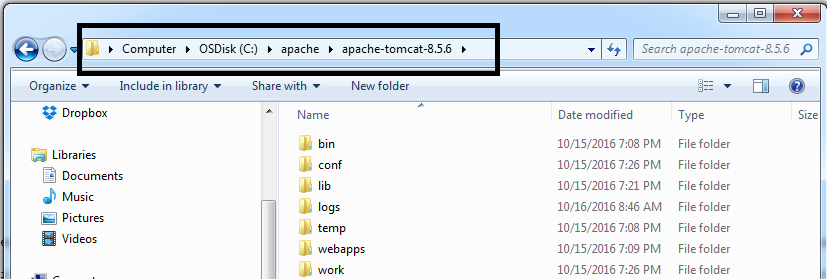 Computer OSDisk (C:) apache apache-tomcat-8.5.6 Search apache-tomcat-8.5.6
Organize Include in library Share with New folder
Dropbox
Libraries
Documents
Music
Pictures
Videos
Name Date modified Type Size
bin 10/15/2016 7:08 PM File folder
conf 10/15/2016 7:26 PM File folder
lib 10/15/2016 7:21 PM File folder
logs 10/16/2016 8:46 AM File folder
temp 10/15/2016 7:08 PM File folder
webapps 10/15/2016 7:09 PM File folder
work 10/15/2016 7:26 PM File folder